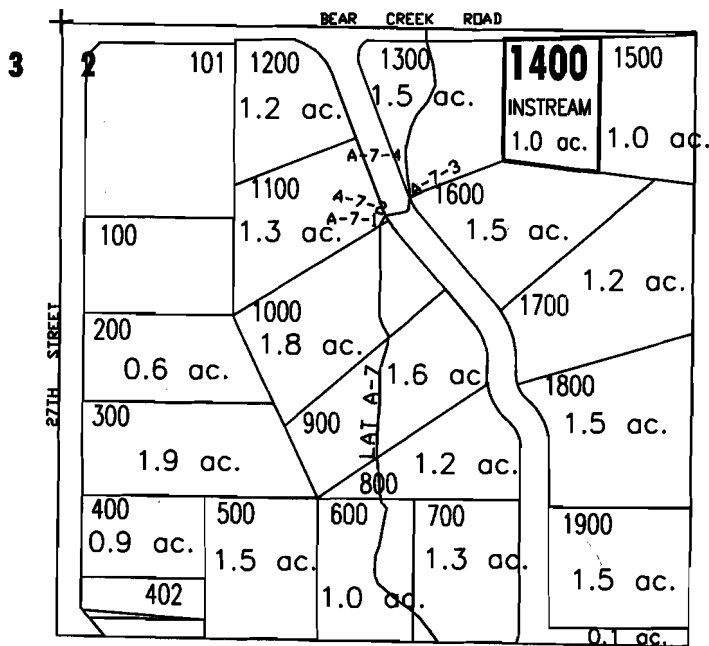 BEAR CREEK ROAD
3 2
101
1200
1.2 ac.
1300
1.5 ac.
1400
INSTREAM
1.0 ac.
1500
1.0 ac.
A-7-4
A-7-3
1100
1.3 ac.
A-7-2
A-7-1
1600
1.5 ac.
100
1.2 ac.
1700
27TH STREET
200
0.6 ac.
1000
1.8 ac.
LAT A-7
1.6 ac
1800
1.5 ac.
300
1.9 ac.
900
1.2 ac.
800
400
0.9 ac.
402
500
1.5 ac.
600
1.0 ac.
700
1.3 ac.
1900
1.5 ac.
0.1 ac.